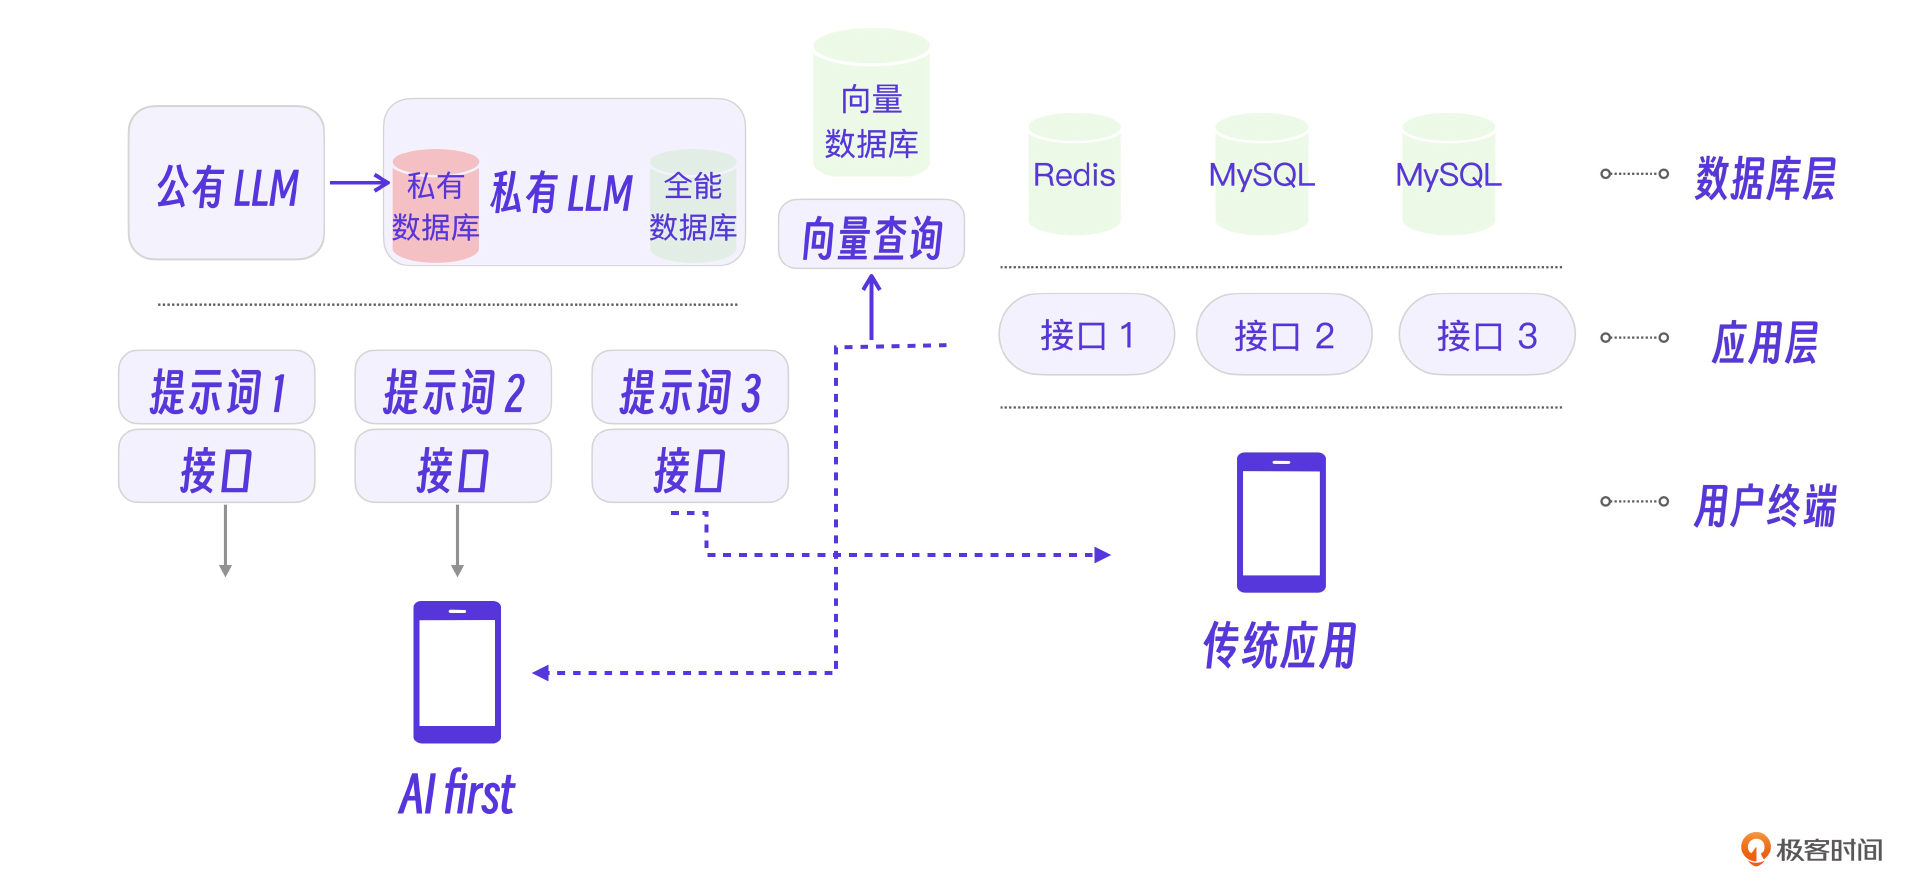 公有 LLM
私有
数据库
私有 LLM
全能
数据库
向量
数据库
向量查询
Redis
MySQL
MySQL
数据库层
接口 1
接口 2
接口 3
应用层
提示词 1
接口
提示词 2
接口
提示词 3
接口
用户终端
传统应用
AI first
极客时间